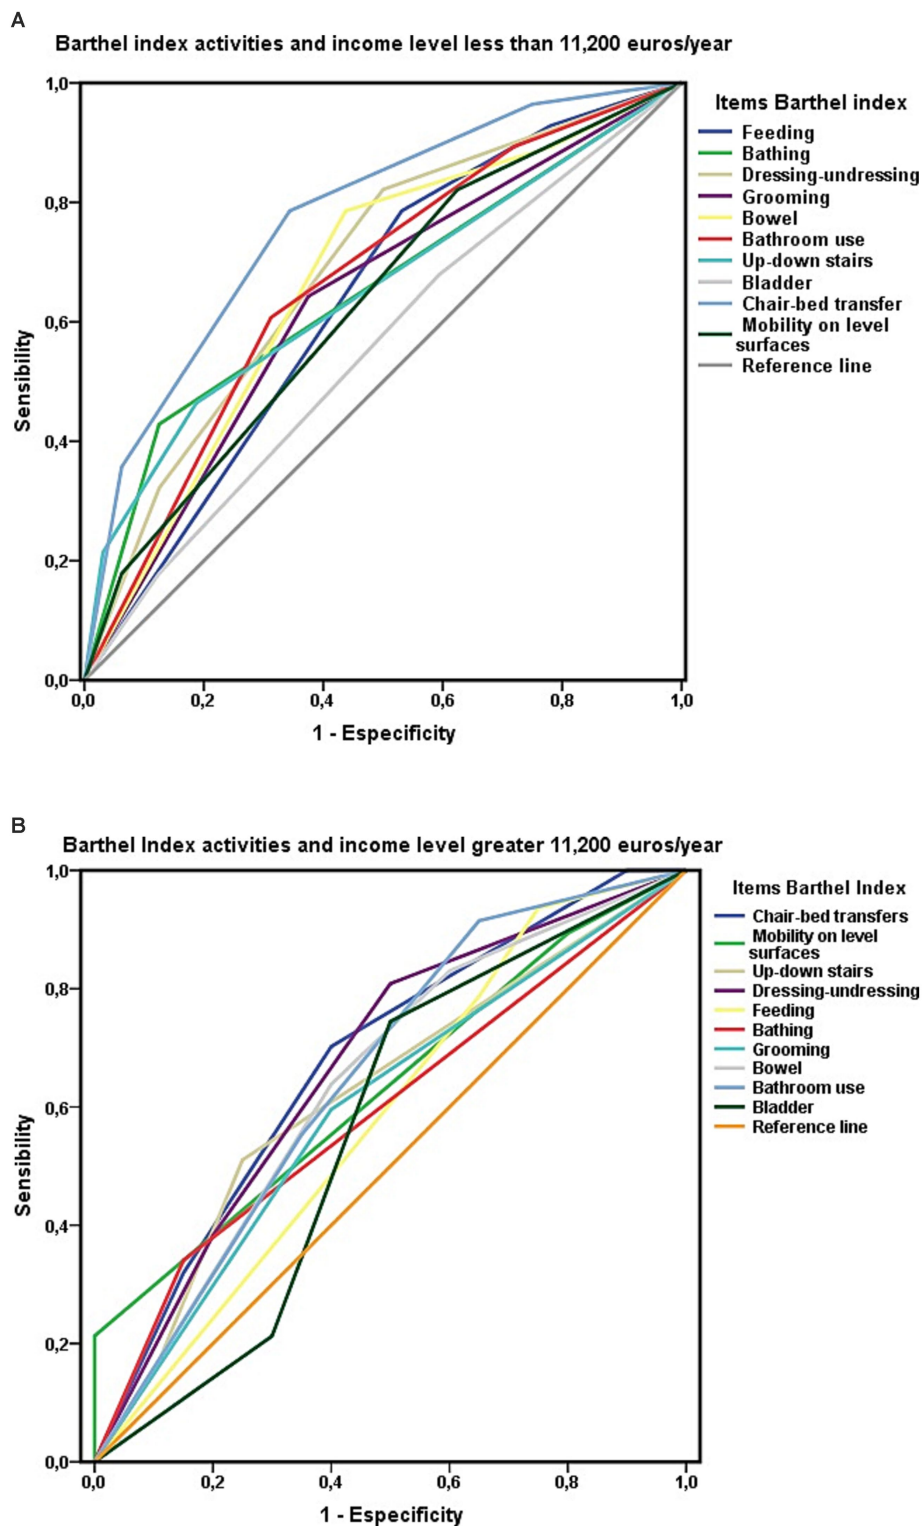 A
Barthel index activities and income level less than 11,200 euros/year
1,0
0,8
0,6
0,4
0,2
0,0
Sensibility
0,0 0,2 0,4 0,6 0,8 1,0
1 - Especificity
Items Barthel index
Feeding
Bathing
Dressing-undressing
Grooming
Bowel
Bathroom use
Up-down stairs
Bladder
Chair-bed transfer
Mobility on level
surfaces
Reference line
B
Barthel Index activities and income level greater 11,200 euros/year
1,0
0,8
0,6
0,4
0,2
0,0
Sensibility
0,0 0,2 0,4 0,6 0,8 1,0
1 - Especificity
Items Barthel Index
Chair-bed transfers
Mobility on level
surfaces
Up-down stairs
Dressing-undressing
Feeding
Bathing
Grooming
Bowel
Bathroom use
Bladder
Reference line